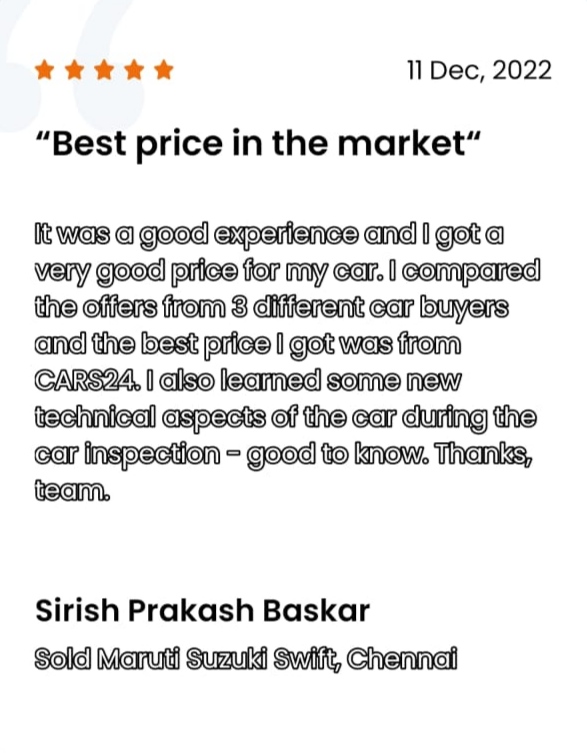 11 Dec, 2022
“Best price in the market“
It was a good experience and I got a
very good price for my car. I compared
the offers from 3 different car buyers
and the best price I got was from
CARS24. I also learned some new
technical aspects of the car during the
car inspection – good to know. Thanks,
team.
Sirish Prakash Baskar
Sold Maruti Suzuki Swift, Chennai